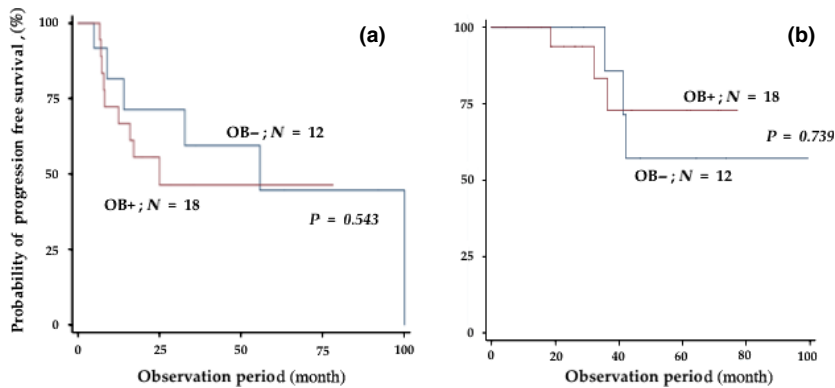 Probability of progression free survival, (%)
100
75
50
25
0
(a)
OB−; N = 12
OB+; N = 18
P = 0.543
0 25 50 75 100
Observation period (month)
100
75
50
25
0
(b)
OB+; N = 18
P = 0.739
OB−; N = 12
0 20 40 60 80 100
Observation period (month)